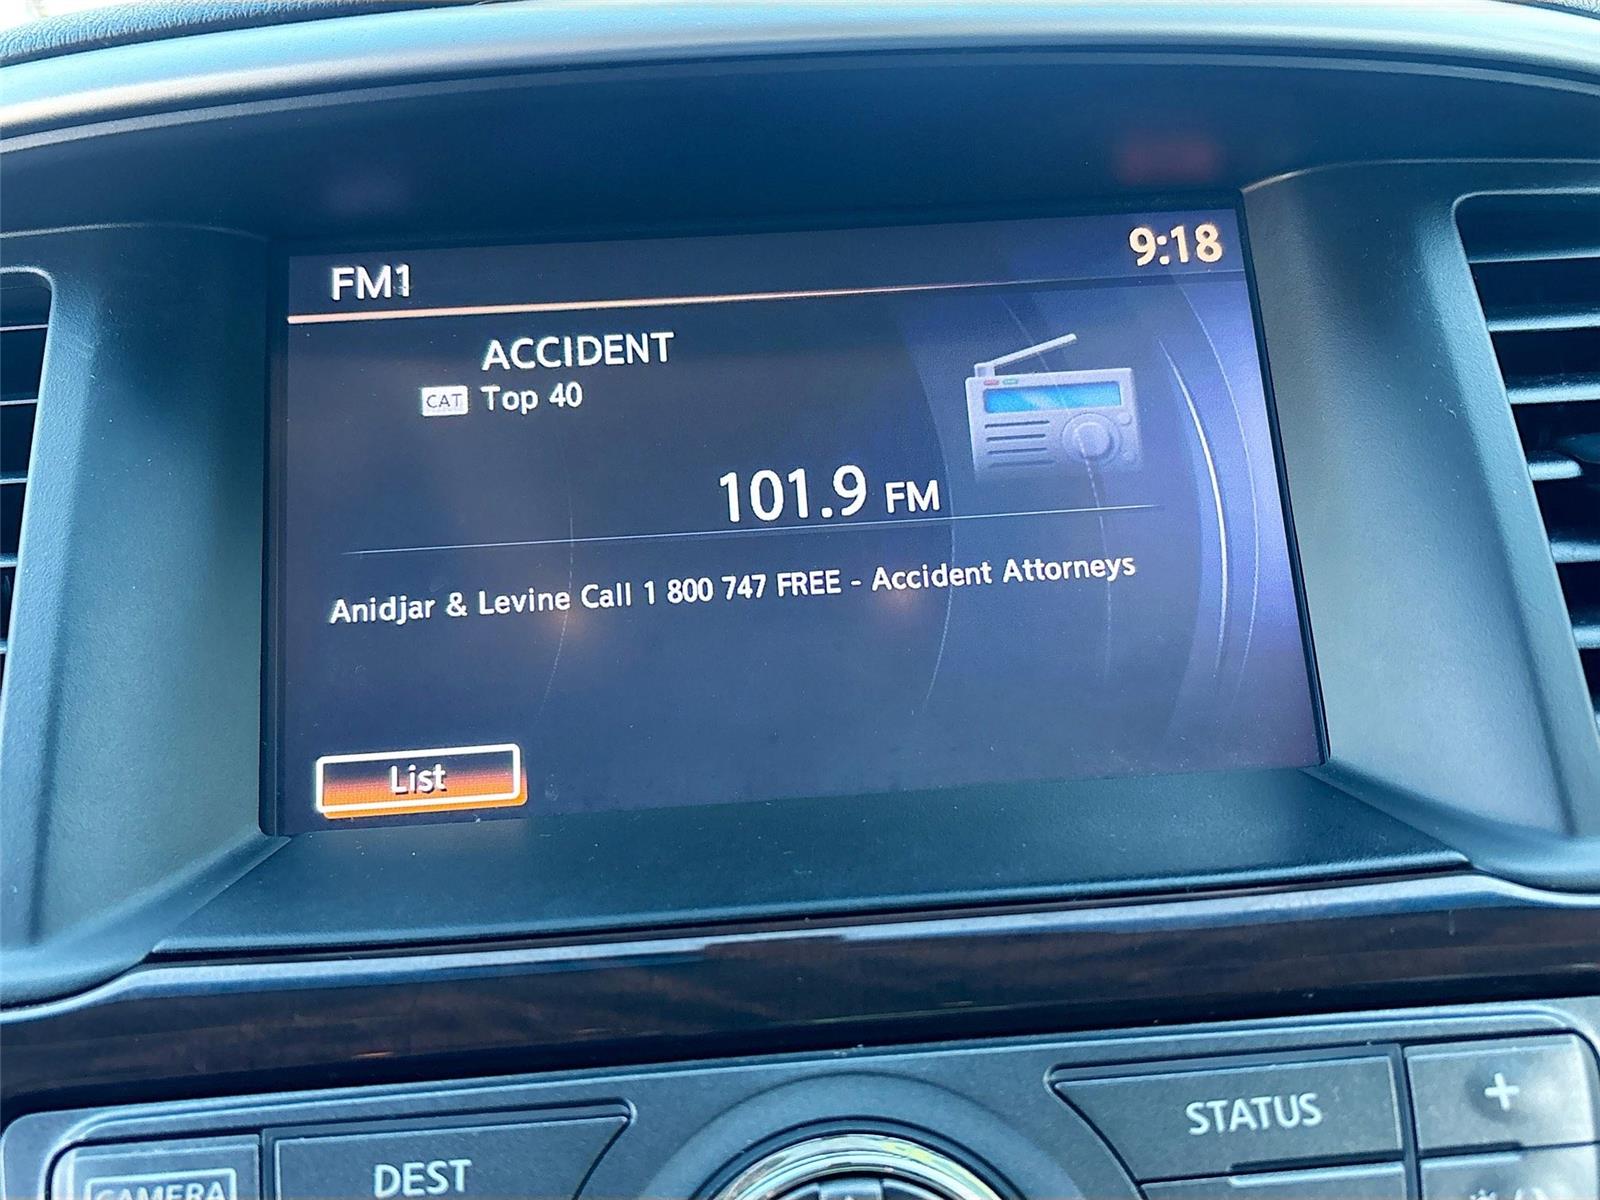 FM1
9:18
ACCIDENT
CAT Top 40
101.9 FM
Anidjar & Levine Call 1 800 747 FREE - Accident Attorneys
List
STATUS
+
DEST
CAMERA